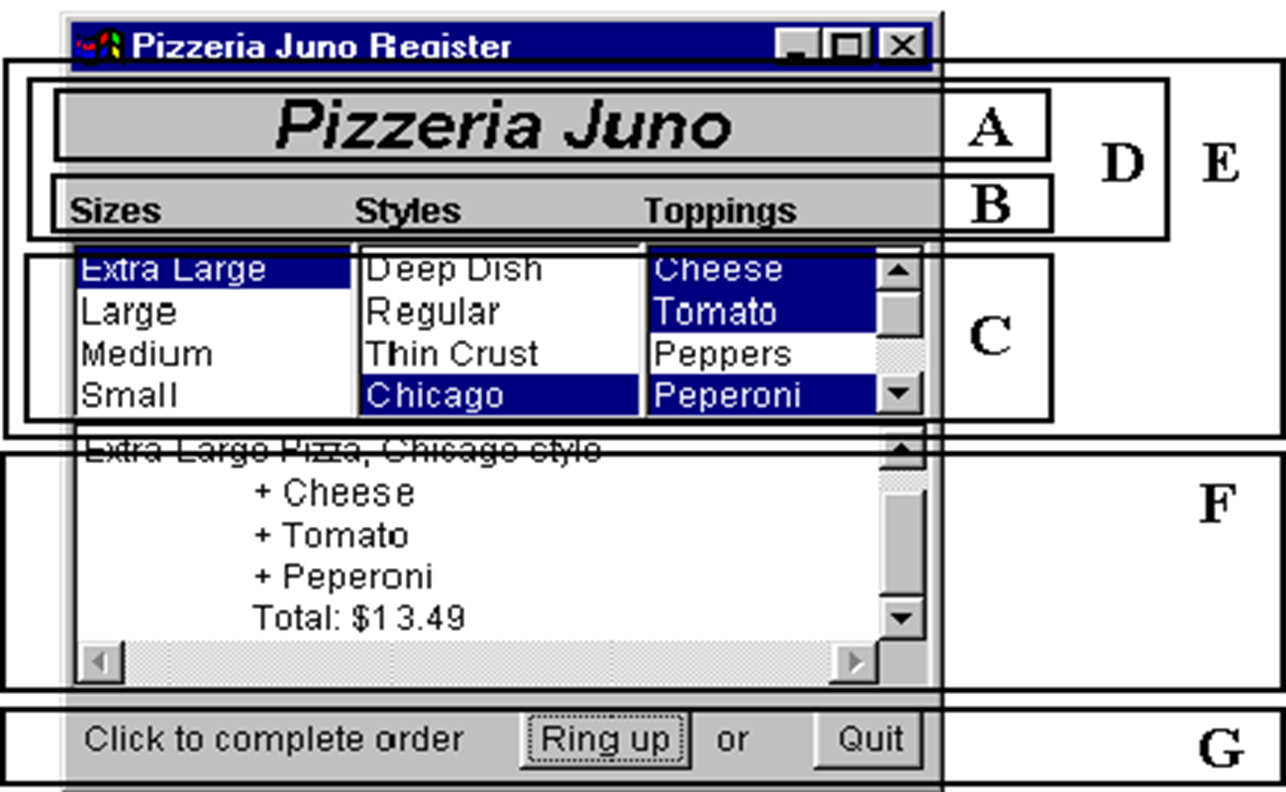 Pizzeria Juno Register
Pizzeria Juno A
D E
Sizes Styles Toppings B
Extra Large Deep Dish Cheese
Large Regular Tomato
C
Medium Thin Crust Peppers
Small Chicago Peperoni
Extra Large Pizza, Chicago style
+ Cheese
F
+ Tomato
+ Peperoni
Total: $13.49
Click to complete order Ring up or Quit G